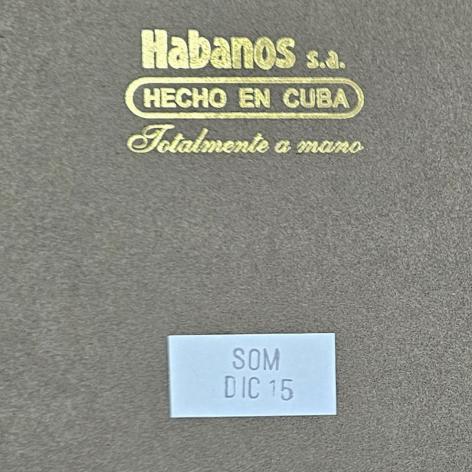 Habanos s.a.
HECHO EN CUBA
Totalmente a mano
SOM
DIC 15